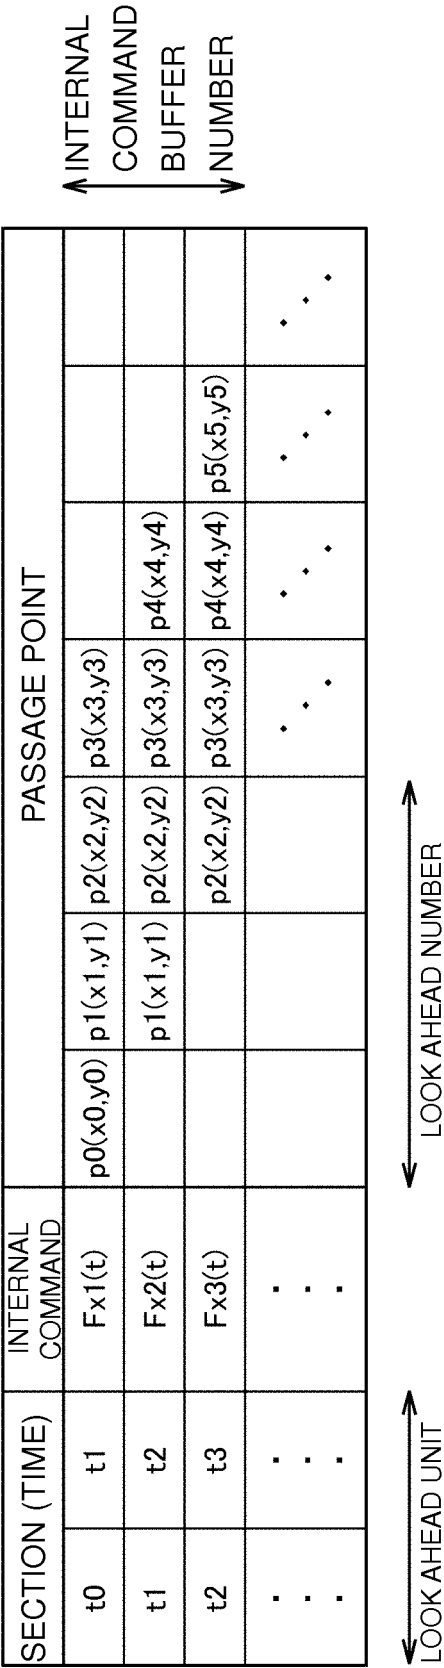 SECTION (TIME) INTERNAL COMMAND PASSAGE POINT
t0 t1 Fx1(t) p0(x0,y0) p1(x1,y1) p2(x2,y2) p3(x3,y3)
t1 t2 Fx2(t) p1(x1,y1) p2(x2,y2) p3(x3,y3) p4(x4,y4)
t2 t3 Fx3(t) p2(x2,y2) p3(x3,y3) p4(x4,y4) p5(x5,y5)
INTERNAL
COMMAND
BUFFER
NUMBER
LOOK AHEAD UNIT
LOOK AHEAD NUMBER